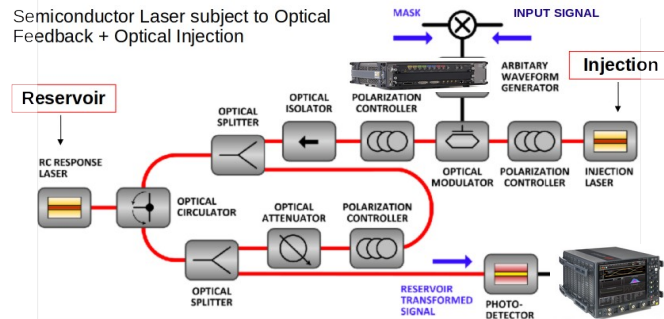 Semiconductor Laser subject to Optical
Feedback + Optical Injection
MASK
INPUT SIGNAL
ARBITARY
WAVEFORM
GENERATOR
Injection
Reservoir
OPTICAL
SPLITTER
OPTICAL
ISOLATOR
POLARIZATION
CONTROLLER
OPTICAL
MODULATOR
POLARIZATION
CONTROLLER
INJECTION
LASER
RC RESPONSE
LASER
OPTICAL
CIRCULATOR
OPTICAL
ATTENUATOR
POLARIZATION
CONTROLLER
OPTICAL
SPLITTER
RESERVOIR
TRANSFORMED
SIGNAL
PHOTO-
DETECTOR